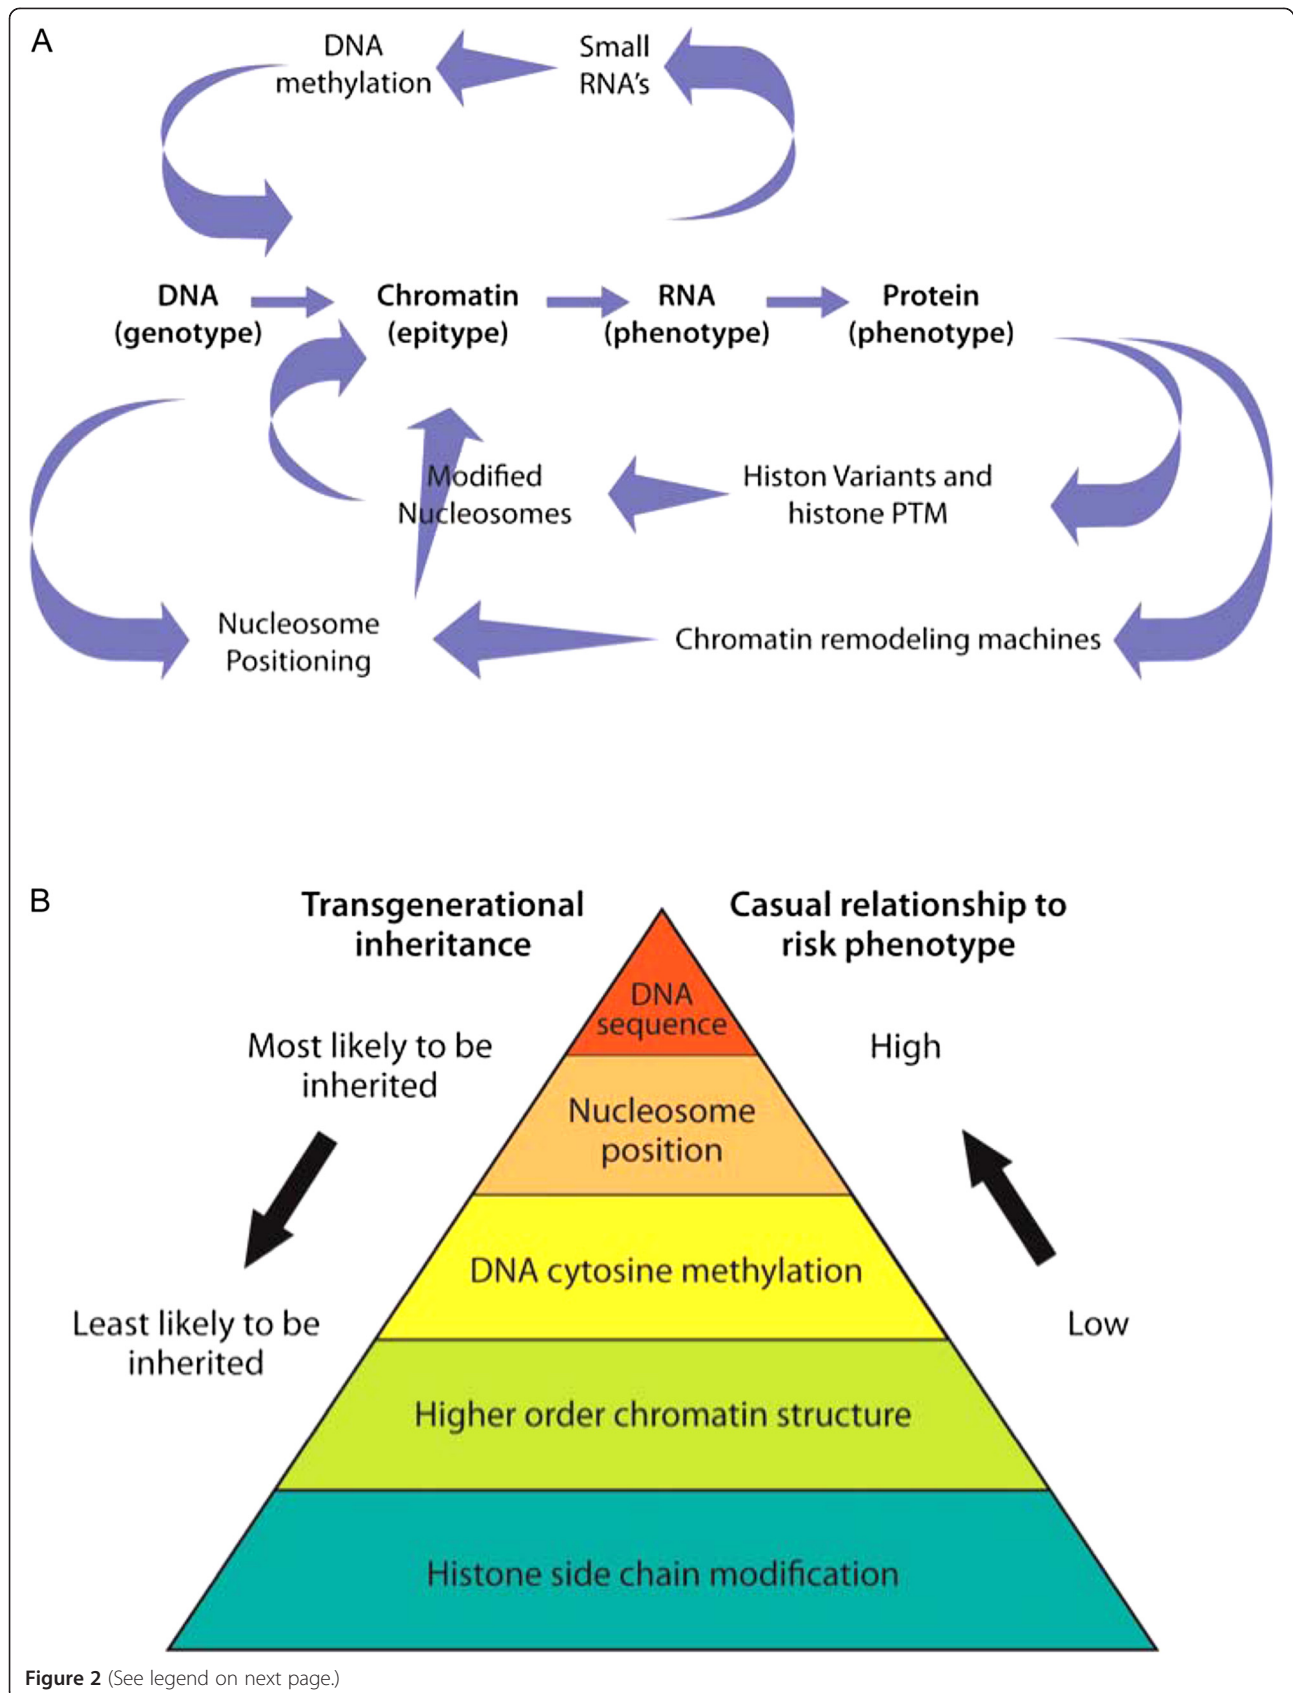 A
DNA
methylation
Small
RNA's
DNA
(genotype)
Chromatin
(epitype)
RNA
(phenotype)
Protein
(phenotype)
Modified
Nucleosomes
Histon Variants and
histone PTM
Nucleosome
Positioning
Chromatin remodeling machines
B
Transgenerational
inheritance
Casual relationship to
risk phenotype
DNA
sequence
Most likely to be
inherited
High
Nucleosome
position
DNA cytosine methylation
Least likely to be
inherited
Low
Higher order chromatin structure
Histone side chain modification
Figure 2 (See legend on next page.)